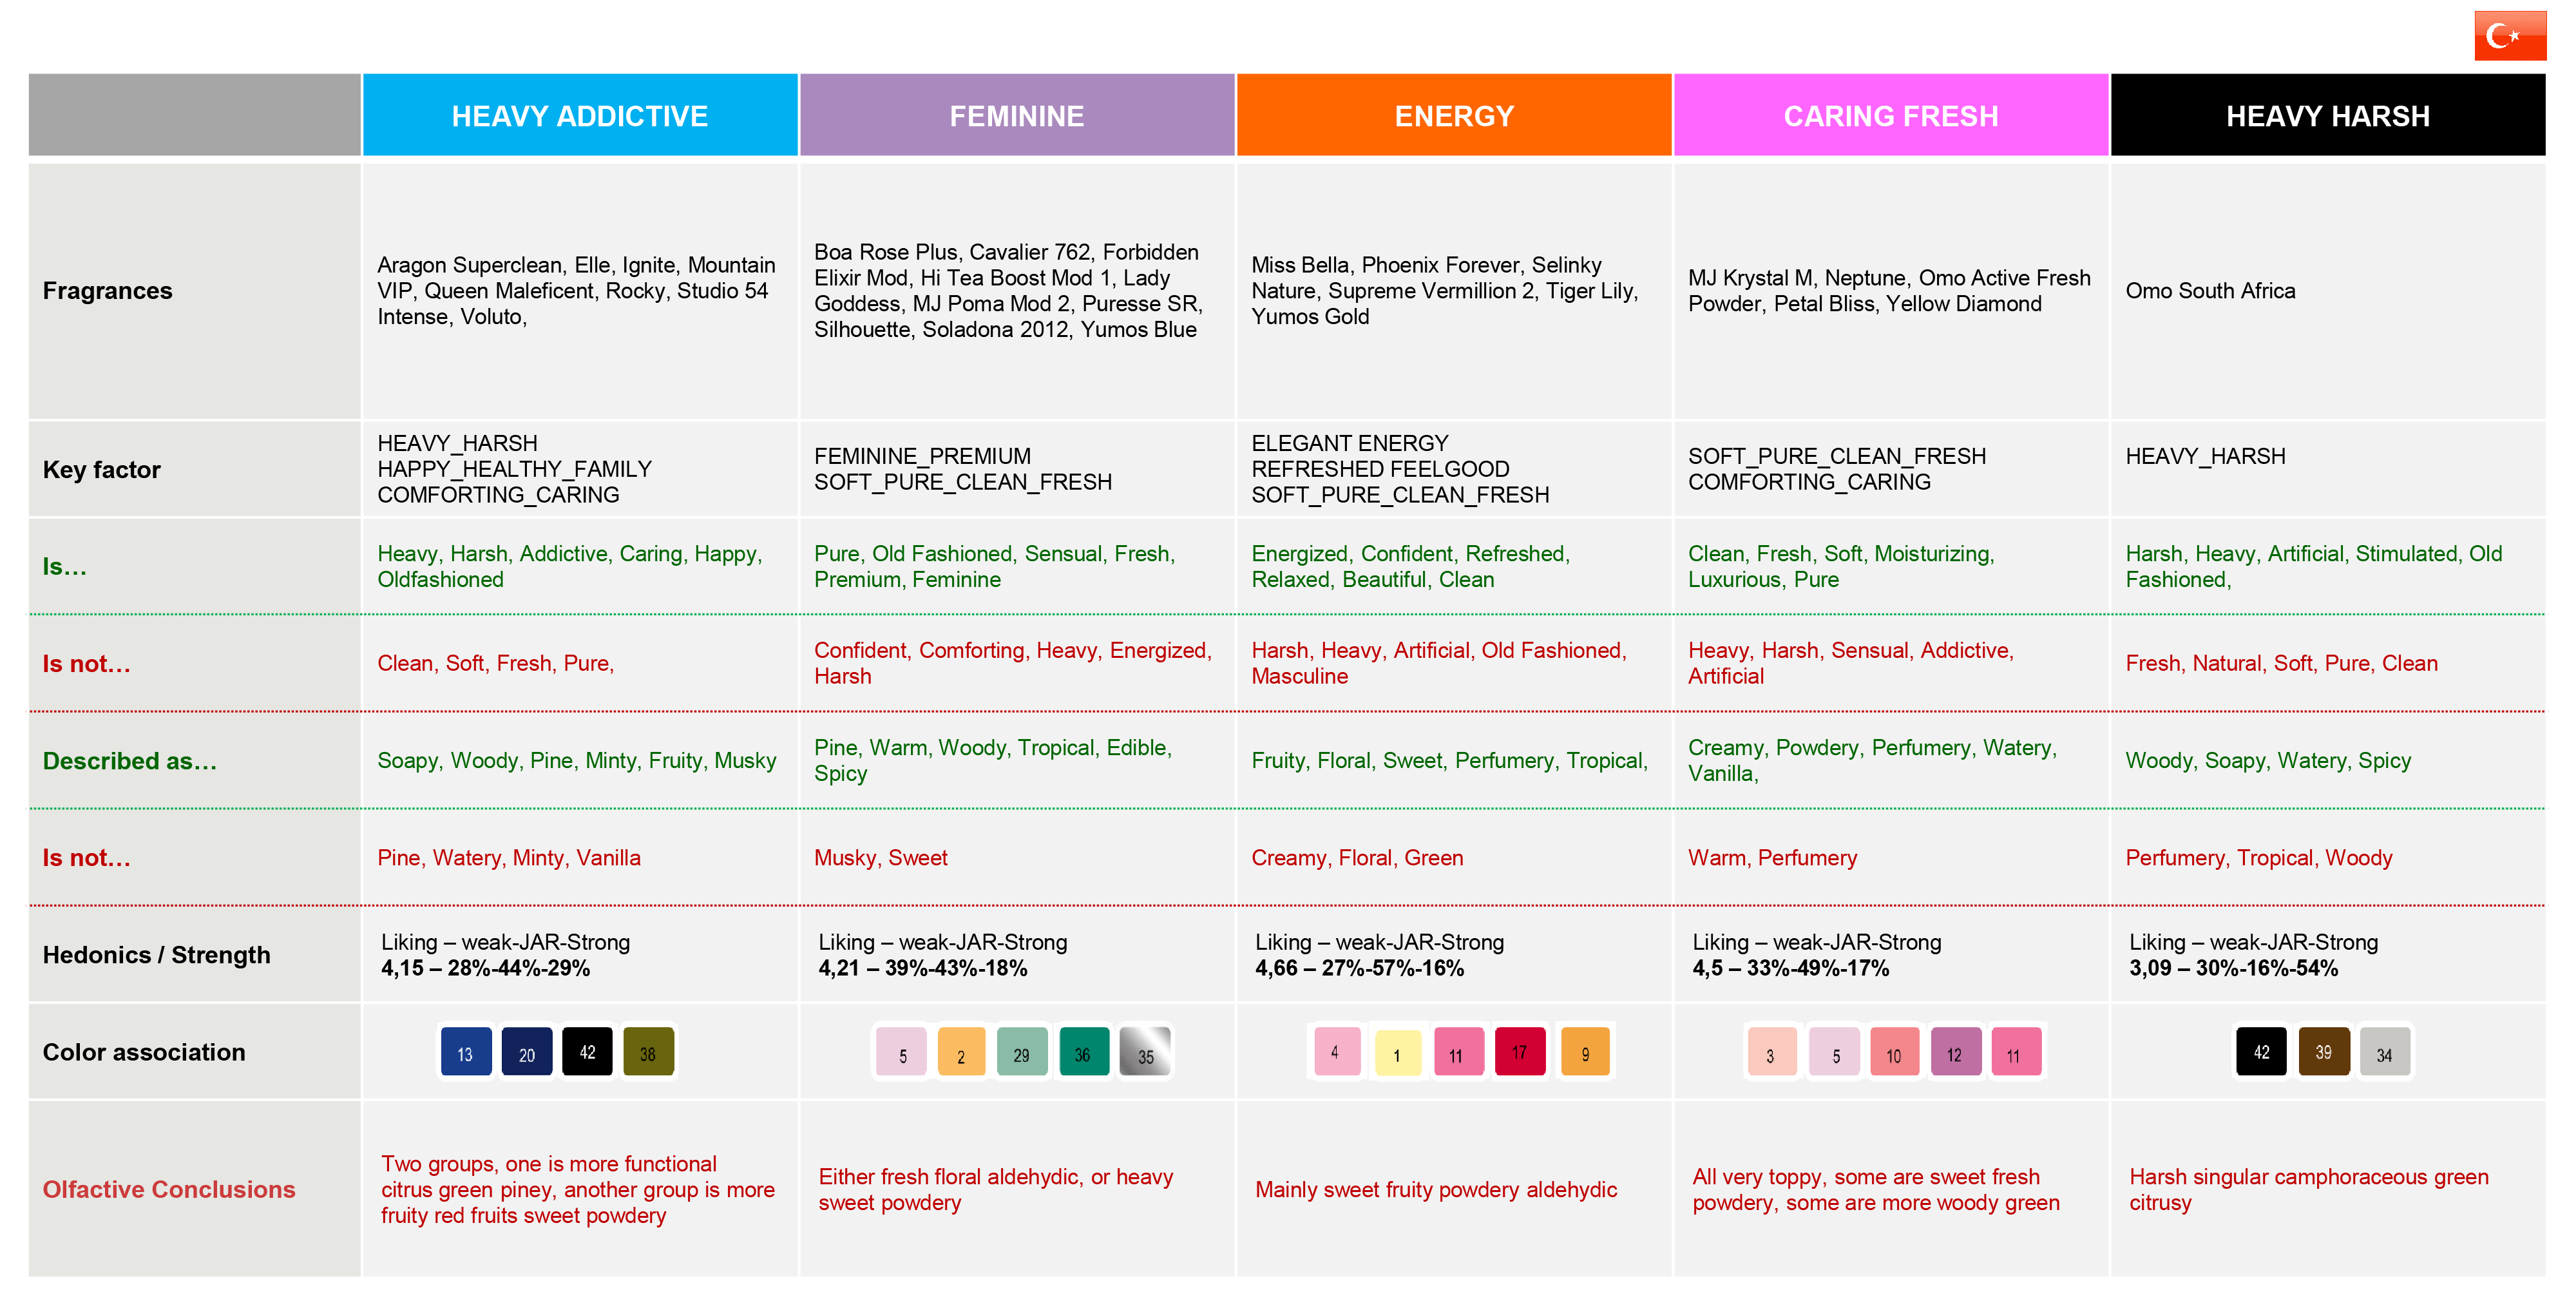 HEAVY ADDICTIVE
FEMININE
ENERGY
CARING FRESH
HEAVY HARSH
Fragrances
Aragon Superclean, Elle, Ignite, Mountain
VIP, Queen Maleficent, Rocky, Studio 54
Intense, Voluto,
Boa Rose Plus, Cavalier 762, Forbidden
Elixir Mod, Hi Tea Boost Mod 1, Lady
Goddess, MJ Poma Mod 2, Puresse SR,
Silhouette, Soladona 2012, Yumos Blue
Miss Bella, Phoenix Forever, Selinky
Nature, Supreme Vermillion 2, Tiger Lily,
Yumos Gold
MJ Krystal M, Neptune, Omo Active Fresh
Powder, Petal Bliss, Yellow Diamond
Omo South Africa
Key factor
HEAVY_HARSH
HAPPY_HEALTHY_FAMILY
COMFORTING_CARING
FEMININE_PREMIUM
SOFT_PURE_CLEAN_FRESH
ELEGANT ENERGY
REFRESHED FEELGOOD
SOFT_PURE_CLEAN_FRESH
SOFT_PURE_CLEAN_FRESH
COMFORTING_CARING
HEAVY_HARSH
Is…
Heavy, Harsh, Addictive, Caring, Happy,
Oldfashioned
Pure, Old Fashioned, Sensual, Fresh,
Premium, Feminine
Energized, Confident, Refreshed,
Relaxed, Beautiful, Clean
Clean, Fresh, Soft, Moisturizing,
Luxurious, Pure
Harsh, Heavy, Artificial, Stimulated, Old
Fashioned,
Is not…
Clean, Soft, Fresh, Pure,
Confident, Comforting, Heavy, Energized,
Harsh
Harsh, Heavy, Artificial, Old Fashioned,
Masculine
Heavy, Harsh, Sensual, Addictive,
Artificial
Fresh, Natural, Soft, Pure, Clean
Described as…
Soapy, Woody, Pine, Minty, Fruity, Musky
Pine, Warm, Woody, Tropical, Edible,
Spicy
Fruity, Floral, Sweet, Perfumery, Tropical,
Creamy, Powdery, Perfumery, Watery,
Vanilla,
Woody, Soapy, Watery, Spicy
Is not…
Pine, Watery, Minty, Vanilla
Musky, Sweet
Creamy, Floral, Green
Warm, Perfumery
Perfumery, Tropical, Woody
Hedonics / Strength
Liking – weak-JAR-Strong
4,15 – 28%-44%-29%
Liking – weak-JAR-Strong
4,21 – 39%-43%-18%
Liking – weak-JAR-Strong
4,66 – 27%-57%-16%
Liking – weak-JAR-Strong
4,5 – 33%-49%-17%
Liking – weak-JAR-Strong
3,09 – 30%-16%-54%
Color association
13 20 42 38
5 2 29 36 35
4 1 11 17 9
3 5 10 12 11
42 39 34
Olfactive Conclusions
Two groups, one is more functional
citrus green piney, another group is more
fruity red fruits sweet powdery
Either fresh floral aldehydic, or heavy
sweet powdery
Mainly sweet fruity powdery aldehydic
All very toppy, some are sweet fresh
powdery, some are more woody green
Harsh singular camphoraceous green
citrusy